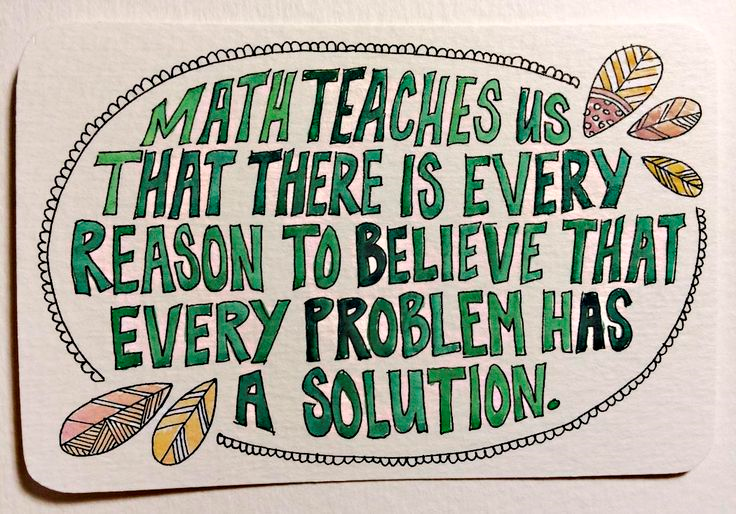 MATH TEACHES US
THAT THERE IS EVERY
REASON TO BELIEVE THAT
EVERY PROBLEM HAS
A SOLUTION.